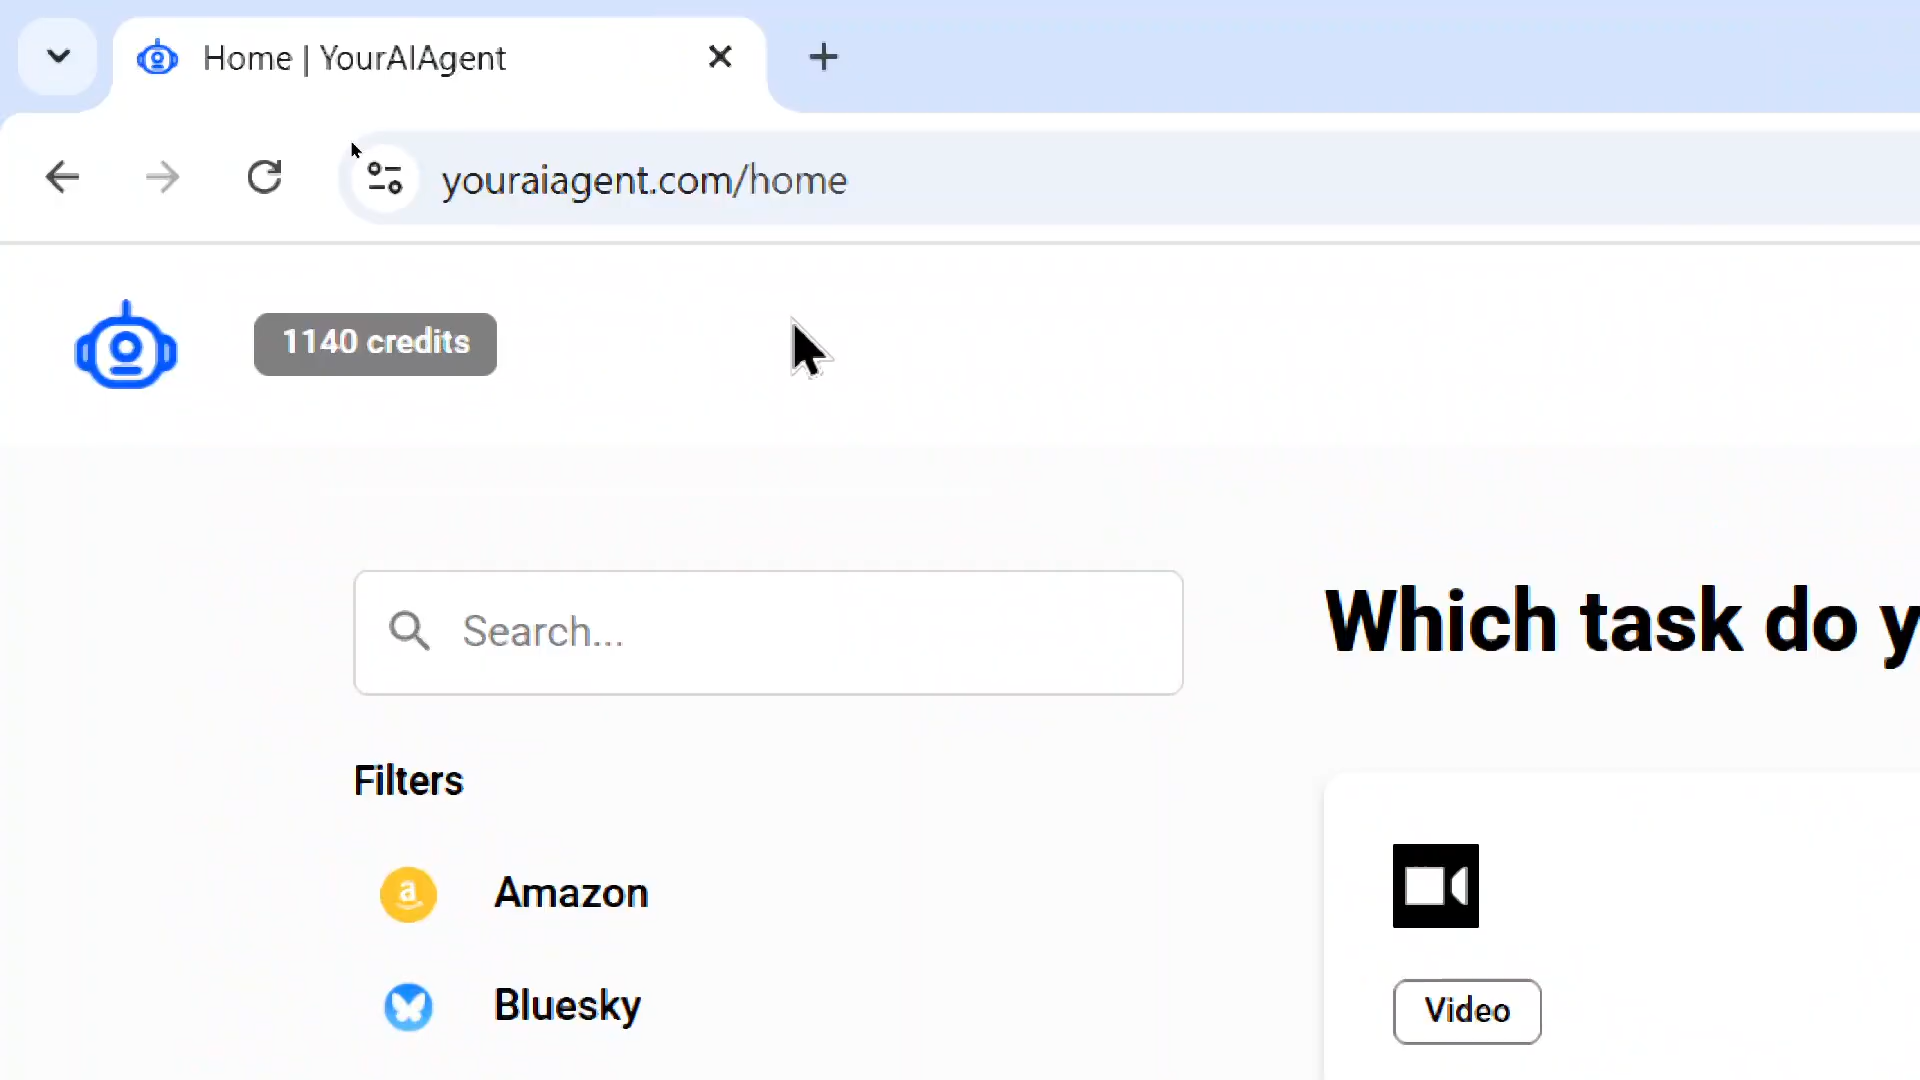 Home | YourAIAgent
youraiagent.com/home
1140 credits
Search...
Which task do y
Filters
Amazon
Bluesky
Video